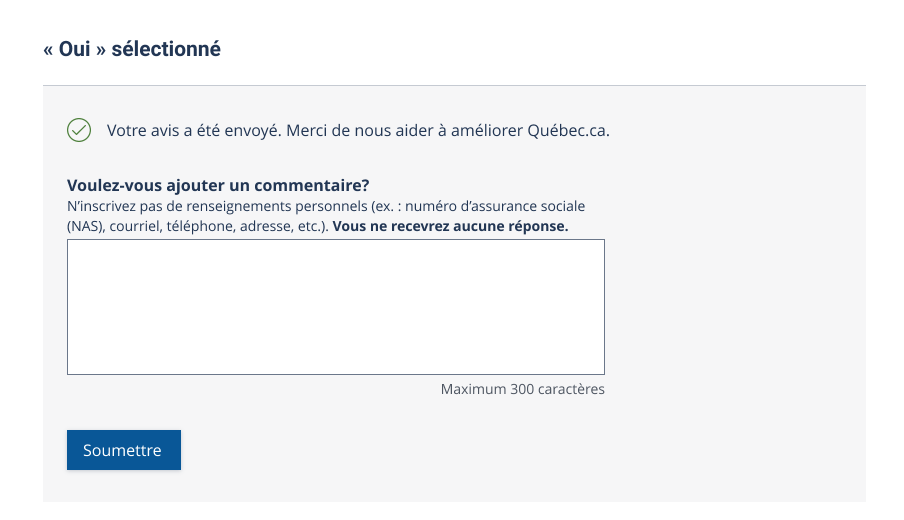 « Oui » sélectionné
Votre avis a été envoyé. Merci de nous aider à améliorer Québec.ca.
Voulez-vous ajouter un commentaire?
N’inscrivez pas de renseignements personnels (ex. : numéro d’assurance sociale
(NAS), courriel, téléphone, adresse, etc.). Vous ne recevrez aucune réponse.
Maximum 300 caractères
Soumettre